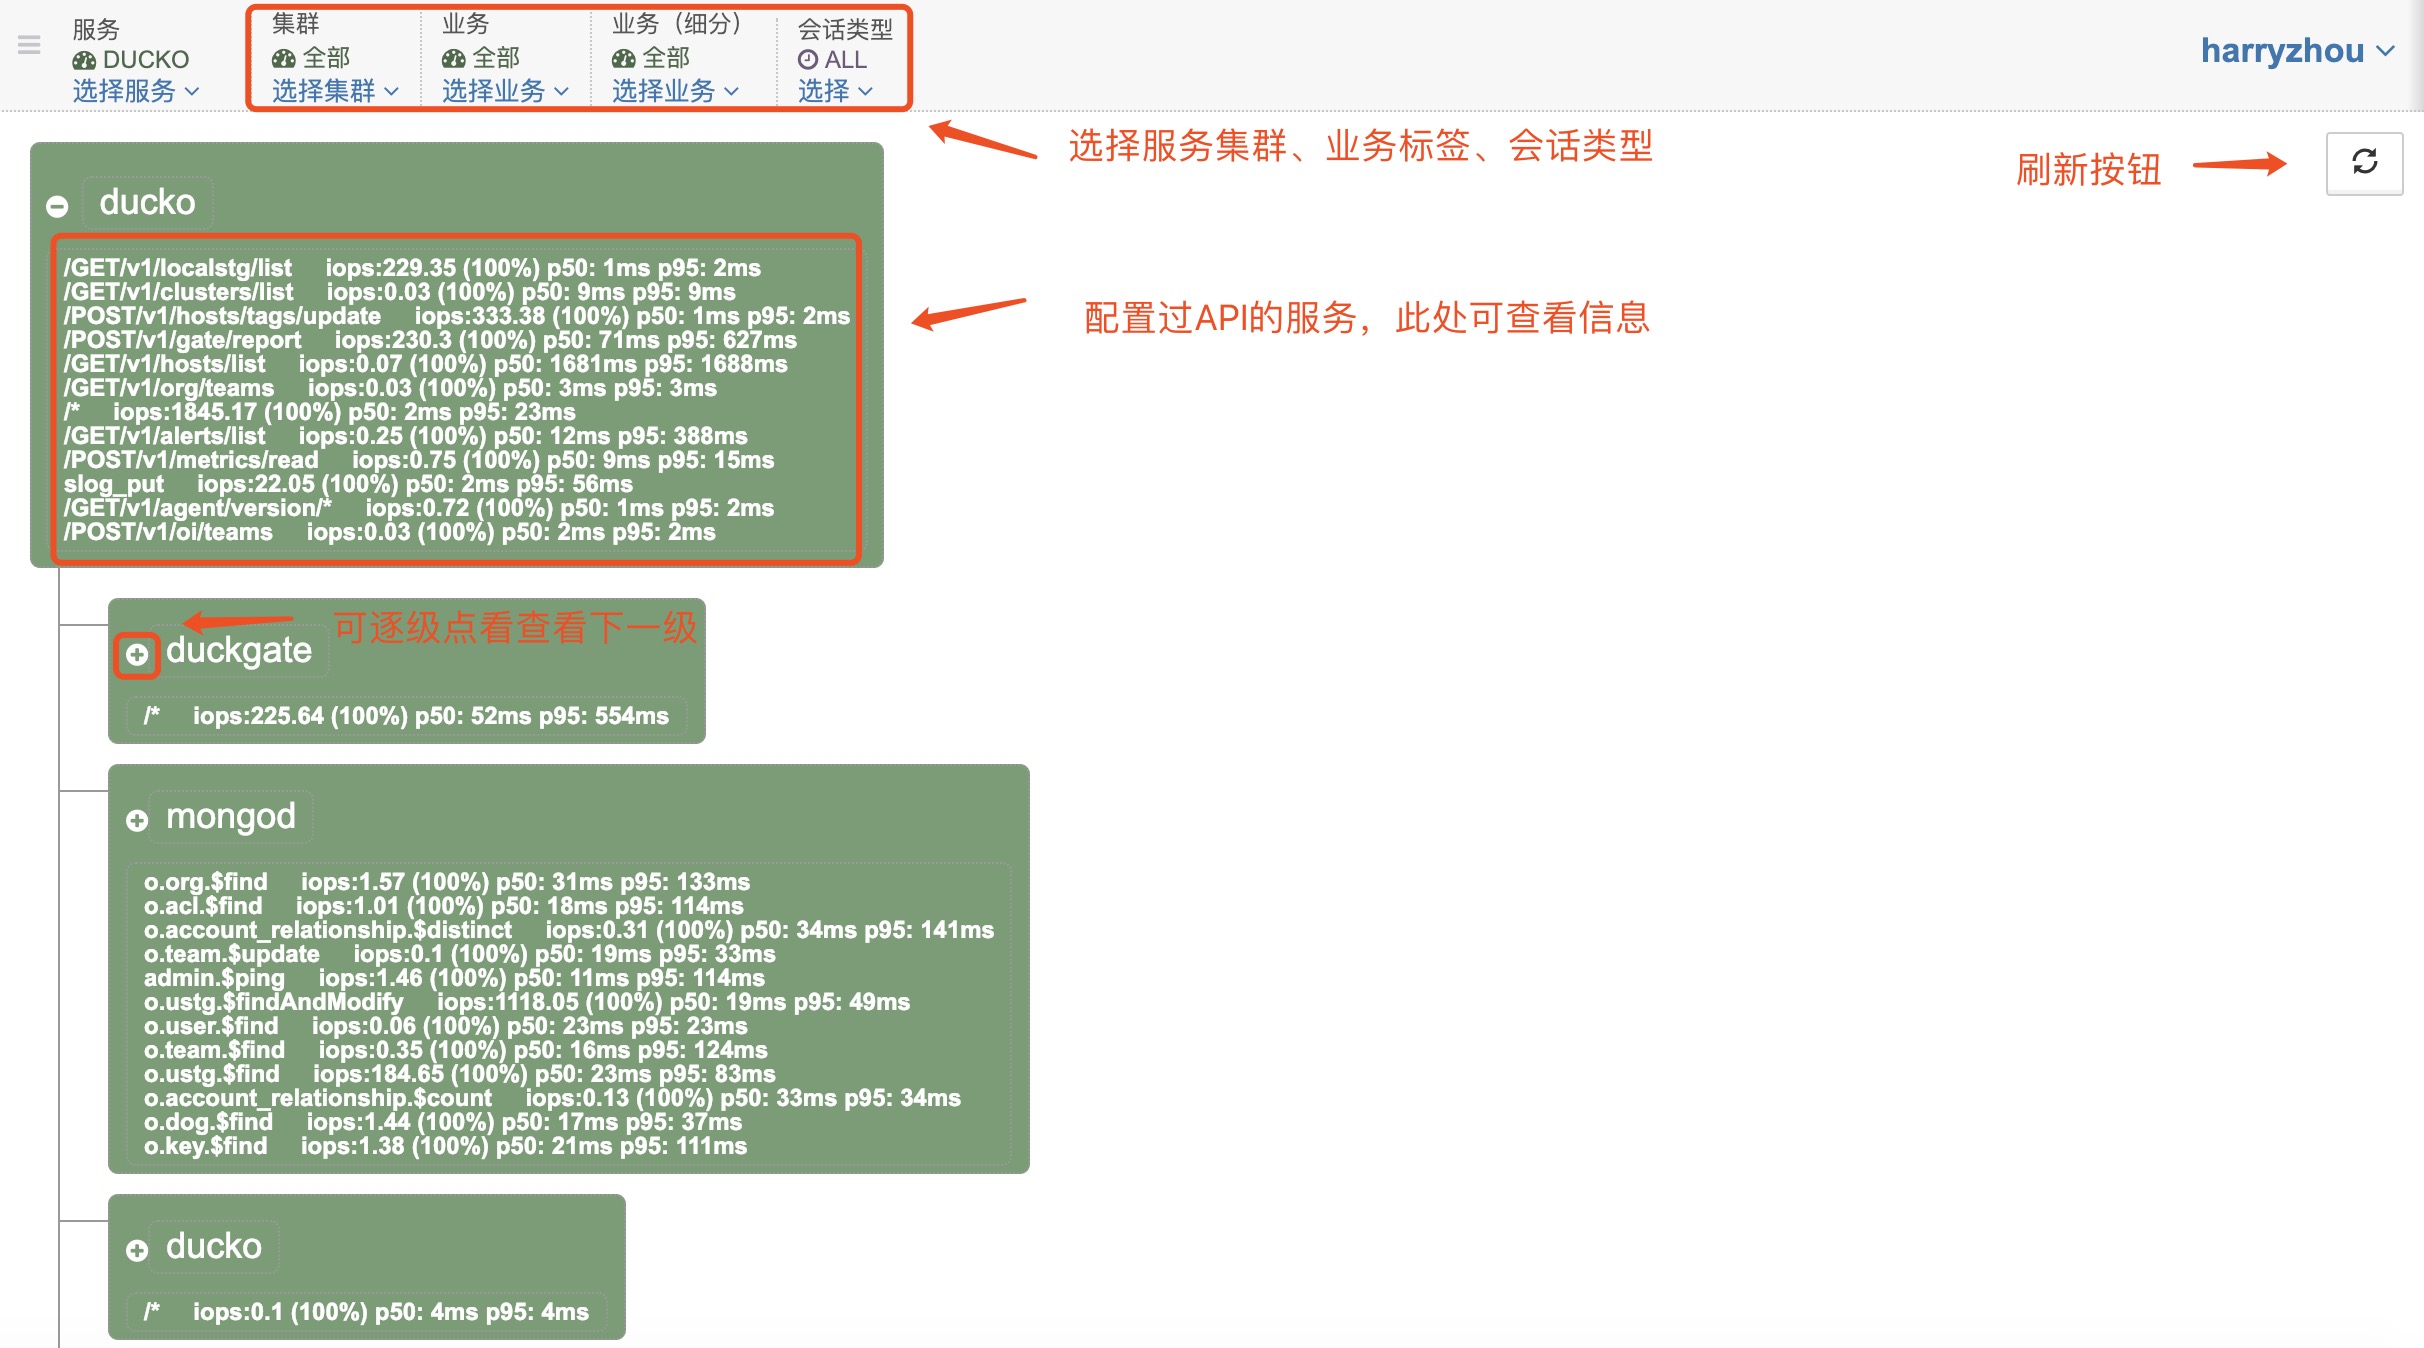 服务
DUCKO
选择服务
集群
全部
选择集群
业务
全部
选择业务
业务（细分）
全部
选择业务
会话类型
ALL
选择
harryzhou
选择服务集群、业务标签、会话类型
刷新按钮
ducko
/GET/v1/localstg/list iops:229.35 (100%) p50: 1ms p95: 2ms
/GET/v1/clusters/list iops:0.03 (100%) p50: 9ms p95: 9ms
/POST/v1/hosts/tags/update iops:333.38 (100%) p50: 1ms p95: 2ms
/POST/v1/gate/report iops:230.3 (100%) p50: 71ms p95: 627ms
/GET/v1/hosts/list iops:0.07 (100%) p50: 1681ms p95: 1688ms
/GET/v1/org/teams iops:0.03 (100%) p50: 3ms p95: 3ms
/* iops:1845.17 (100%) p50: 2ms p95: 23ms
/GET/v1/alerts/list iops:0.25 (100%) p50: 12ms p95: 388ms
/POST/v1/metrics/read iops:0.75 (100%) p50: 9ms p95: 15ms
slog_put iops:22.05 (100%) p50: 2ms p95: 56ms
/GET/v1/agent/version/* iops:0.72 (100%) p50: 1ms p95: 2ms
/POST/v1/oi/teams iops:0.03 (100%) p50: 2ms p95: 2ms
配置过API的服务，此处可查看信息
可逐级点看查看下一级
duckgate
/* iops:225.64 (100%) p50: 52ms p95: 554ms
mongod
o.org.$find iops:1.57 (100%) p50: 31ms p95: 133ms
o.acl.$find iops:1.01 (100%) p50: 18ms p95: 114ms
o.account_relationship.$distinct iops:0.31 (100%) p50: 34ms p95: 141ms
o.team.$update iops:0.1 (100%) p50: 19ms p95: 33ms
admin.$ping iops:1.46 (100%) p50: 11ms p95: 114ms
o.ustg.$findAndModify iops:1118.05 (100%) p50: 19ms p95: 49ms
o.user.$find iops:0.06 (100%) p50: 23ms p95: 23ms
o.team.$find iops:0.35 (100%) p50: 16ms p95: 124ms
o.ustg.$find iops:184.65 (100%) p50: 23ms p95: 83ms
o.account_relationship.$count iops:0.13 (100%) p50: 33ms p95: 34ms
o.dog.$find iops:1.44 (100%) p50: 17ms p95: 37ms
o.key.$find iops:1.38 (100%) p50: 21ms p95: 111ms
ducko
/* iops:0.1 (100%) p50: 4ms p95: 4ms